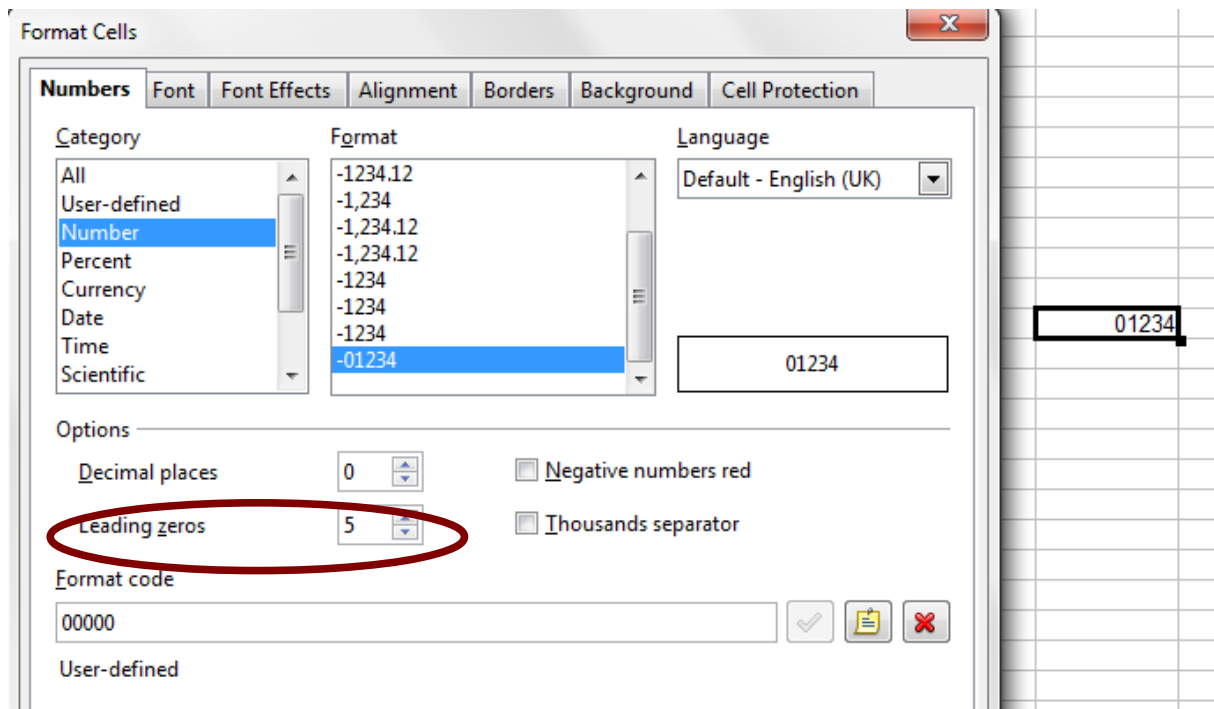 Format Cells
Numbers Font Font Effects Alignment Borders Background Cell Protection
Category
All
User-defined
Number
Percent
Currency
Date
Time
Scientific
Format
-1234.12
-1,234
-1,234.12
-1,234.12
-1234
-1234
-1234
-01234
Language
Default - English (UK)
01234
Options
Decimal places 0
Negative numbers red
Leading zeros 5
Thousands separator
Format code
00000
User-defined
01234